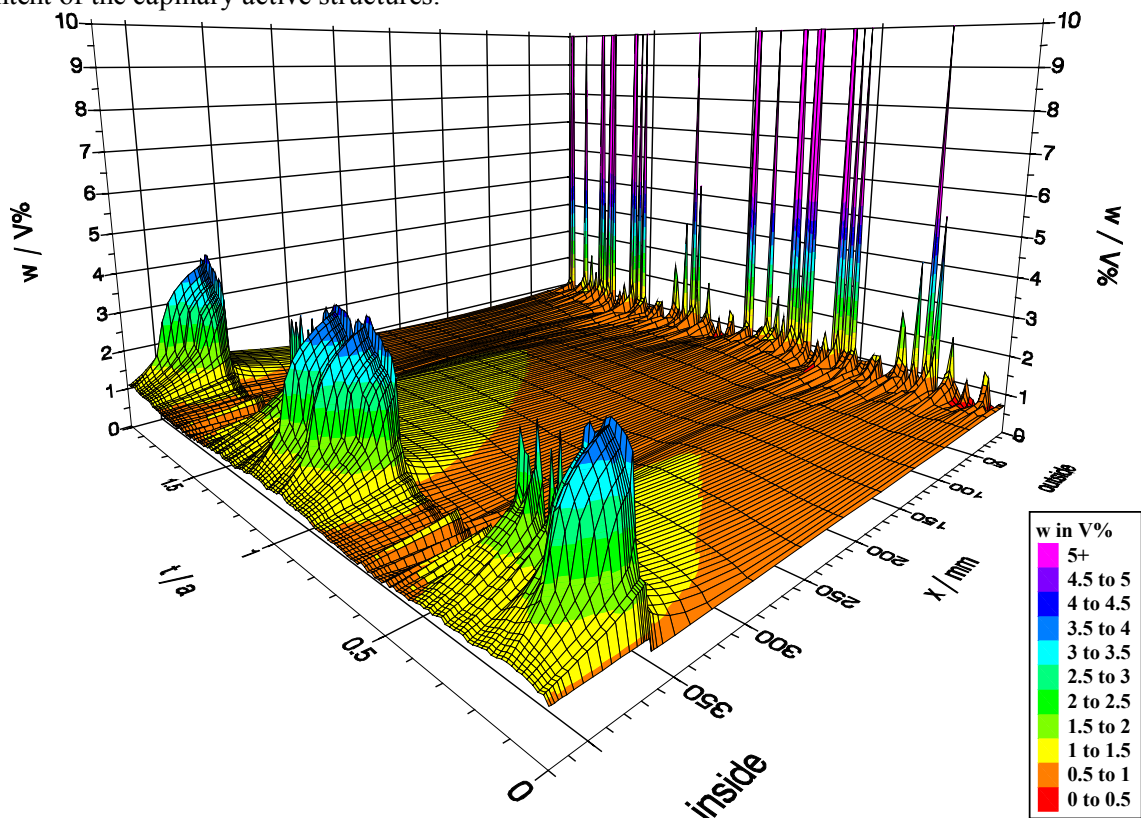 ntent of the capillary active structures.
10
9
8
7
6
5
4
3
2
1
0
w / V%
10
9
8
7
6
5
4
3
2
1
0
w / V%
1.5
1
0.5
0
t / a
0
50
100
150
200
250
300
350
x / mm
outside
inside
w in V%
5+
4.5 to 5
4 to 4.5
3.5 to 4
3 to 3.5
2.5 to 3
2 to 2.5
1.5 to 2
1 to 1.5
0.5 to 1
0 to 0.5